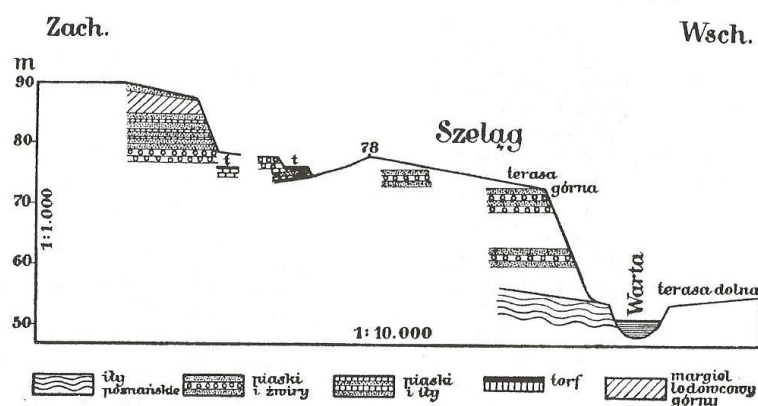 Zach.
Wsch.
m
90
80
70
60
50
1:1.000
t
t
78
Szeląg
terasa
górna
Warta
terasa dolna
1:10.000
iły
poznańskie
piaski
i żwiry
piaski
i iły
torf
margiel
lodowcowy
górny